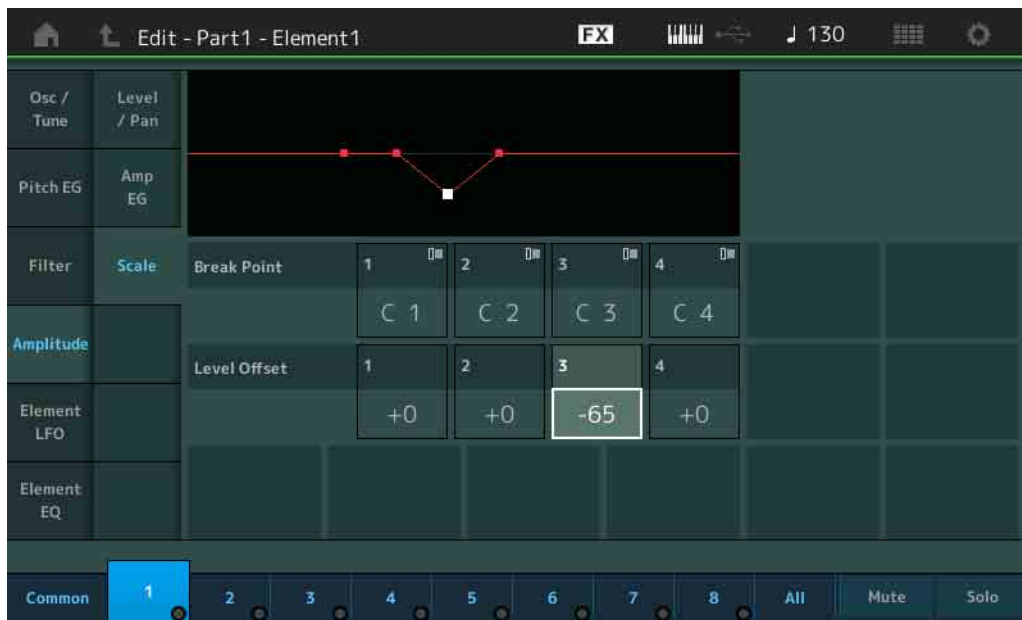 Edit - Part1 - Element1 FX ♩ 130
Osc / Tune
Level / Pan
Pitch EG
Amp EG
Filter
Scale
Break Point 1 2 3 4
C 1 C 2 C 3 C 4
Amplitude
Level Offset 1 2 3 4
+0 +0 -65 +0
Element LFO
Element EQ
Common 1 2 3 4 5 6 7 8 All Mute Solo